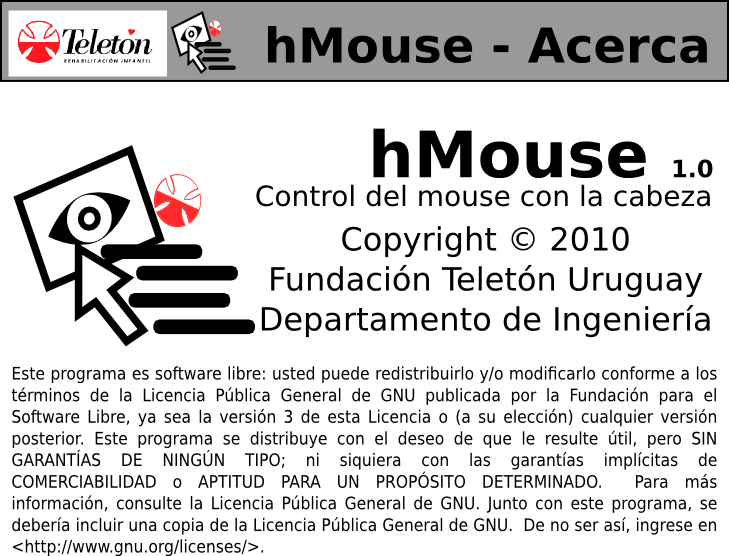 Teletón
REHABILITACIÓN INFANTIL
hMouse - Acerca
hMouse 1.0
Control del mouse con la cabeza
Copyright © 2010
Fundación Teletón Uruguay
Departamento de Ingeniería
Este programa es software libre: usted puede redistribuirlo y/o modificarlo conforme a los
términos de la Licencia Pública General de GNU publicada por la Fundación para el
Software Libre, ya sea la versión 3 de esta Licencia o (a su elección) cualquier versión
posterior. Este programa se distribuye con el deseo de que le resulte útil, pero SIN
GARANTÍAS DE NINGÚN TIPO; ni siquiera con las garantías implícitas de
COMERCIABILIDAD o APTITUD PARA UN PROPÓSITO DETERMINADO. Para más
información, consulte la Licencia Pública General de GNU. Junto con este programa, se
debería incluir una copia de la Licencia Pública General de GNU. De no ser así, ingrese en
<http://www.gnu.org/licenses/>.